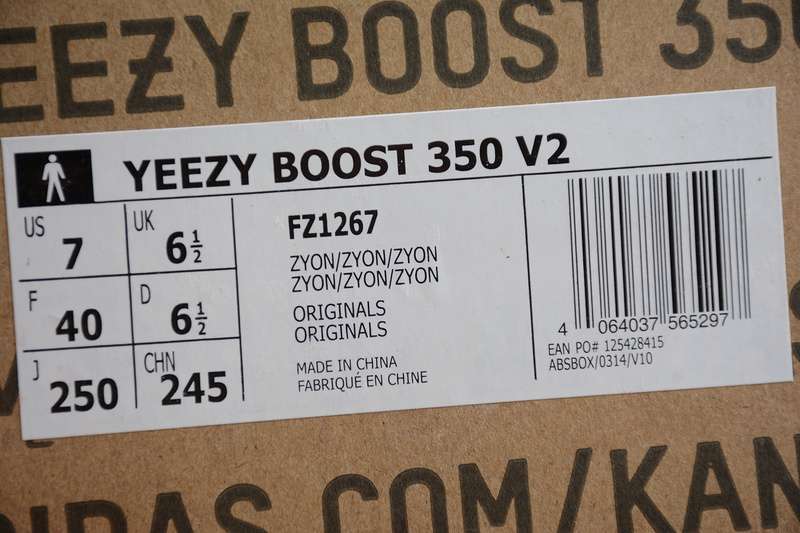 EEZY BOOST 350
YEEZY BOOST 350 V2
US 7 UK 6½
F 40 D 6½
J 250 CHN 245
FZ1267
ZYON/ZYON/ZYON
ZYON/ZYON/ZYON
ORIGINALS
ORIGINALS
MADE IN CHINA
FABRIQUÉ EN CHINE
4 064037 565297
EAN PO# 125428415
ABSBOX/0314/V10
DIDAS.COM/KAN